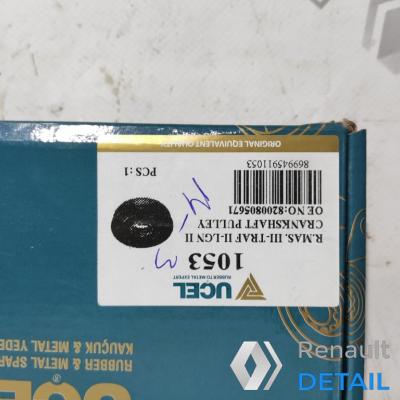 UCEL
RUBBER TO METAL EXPERT
1053
R.MAS. III-TRAF II-LGN II
CRANKSHAFT PULLEY
OE NO:8200805671
869945911053
PCS : 1
ORIGINAL EQUIVALENT QUALITY
RUBBER & METAL SPAR
KAUÇUK & METAL YEDE
Renault
DETAIL